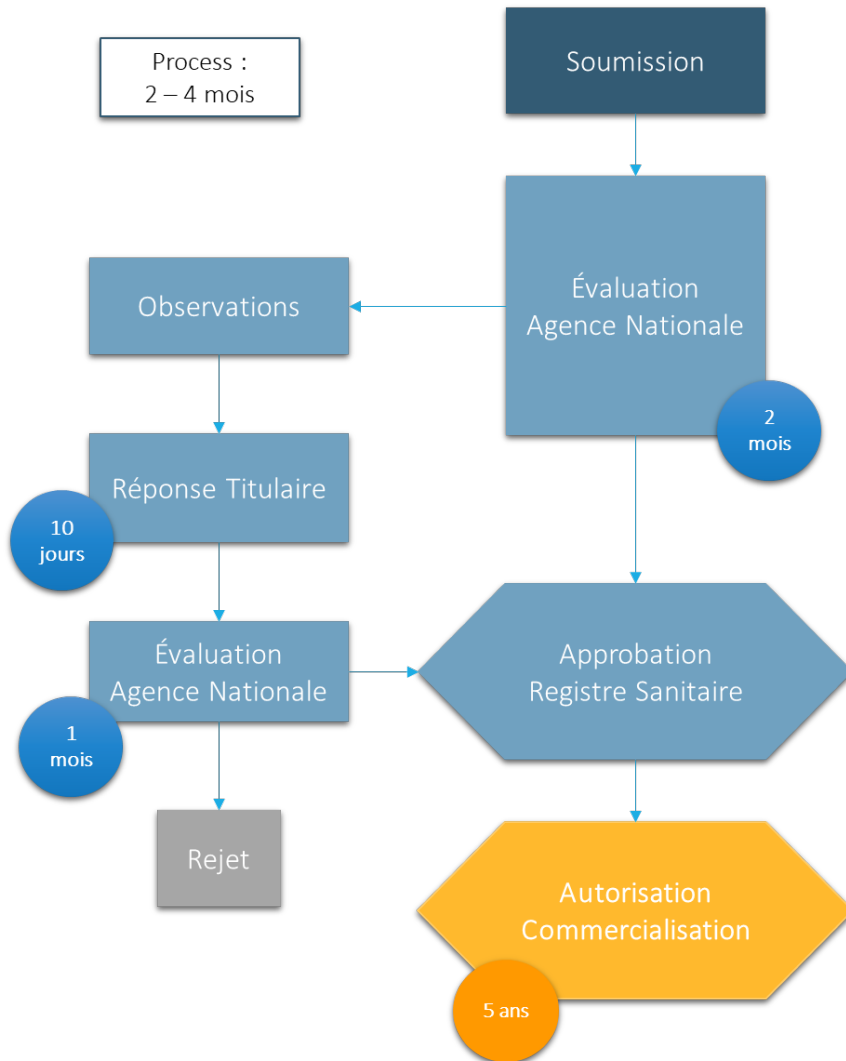 Process :
2 – 4 mois
Soumission
Évaluation
Agence Nationale
2
mois
Observations
Réponse Titulaire
10
jours
Évaluation
Agence Nationale
1
mois
Rejet
Approbation
Registre Sanitaire
Autorisation
Commercialisation
5 ans